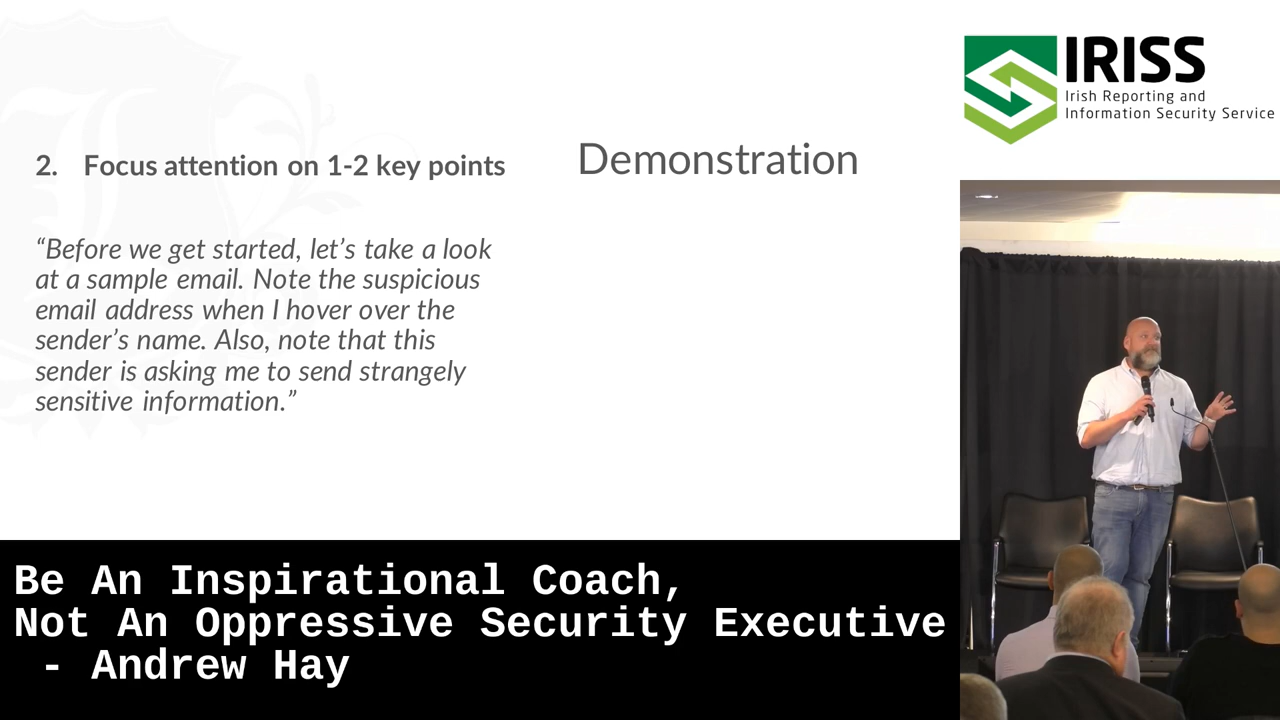 2. Focus attention on 1-2 key points
“Before we get started, let’s take a look
at a sample email. Note the suspicious
email address when I hover over the
sender’s name. Also, note that this
sender is asking me to send strangely
sensitive information.”
Demonstration
IRISS
Irish Reporting and
Information Security Service
Be An Inspirational Coach,
Not An Oppressive Security Executive
- Andrew Hay